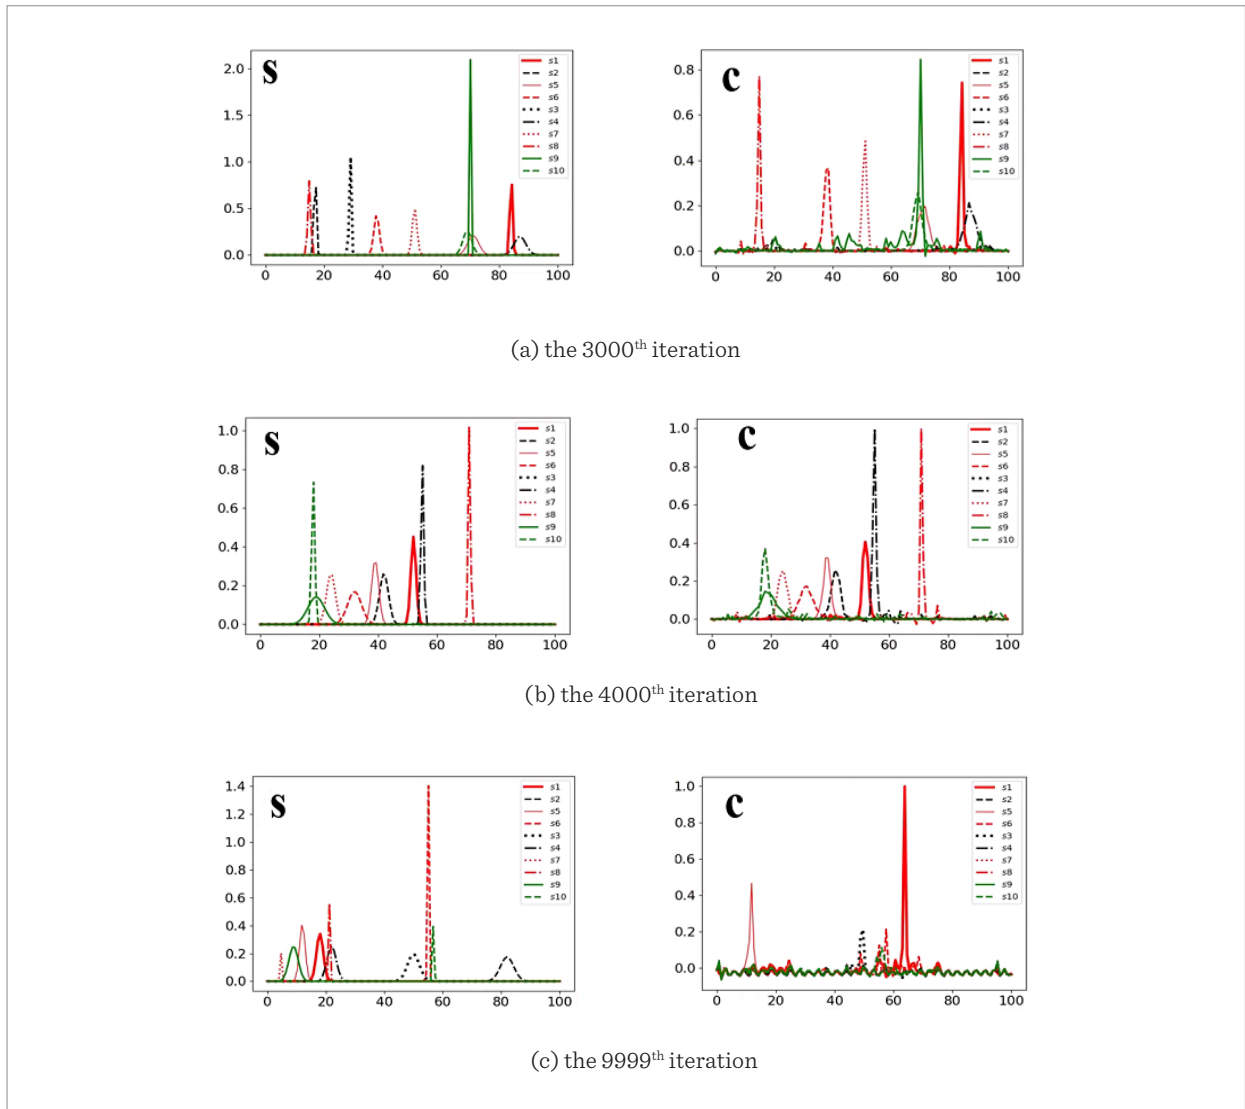 s
2.0
1.5
1.0
0.5
0.0
0 20 40 60 80 100
s1
s2
s5
s6
s3
s4
s7
s8
s9
s10
c
0.8
0.6
0.4
0.2
0.0
0 20 40 60 80 100
s1
s2
s5
s6
s3
s4
s7
s8
s9
s10
(a) the 3000th iteration
s
1.0
0.8
0.6
0.4
0.2
0.0
0 20 40 60 80 100
s1
s2
s5
s6
s3
s4
s7
s8
s9
s10
c
1.0
0.8
0.6
0.4
0.2
0.0
0 20 40 60 80 100
s1
s2
s5
s6
s3
s4
s7
s8
s9
s10
(b) the 4000th iteration
s
1.4
1.2
1.0
0.8
0.6
0.4
0.2
0.0
0 20 40 60 80 100
s1
s2
s5
s6
s3
s4
s7
s8
s9
s10
c
1.0
0.8
0.6
0.4
0.2
0.0
0 20 40 60 80 100
s1
s2
s5
s6
s3
s4
s7
s8
s9
s10
(c) the 9999th iteration